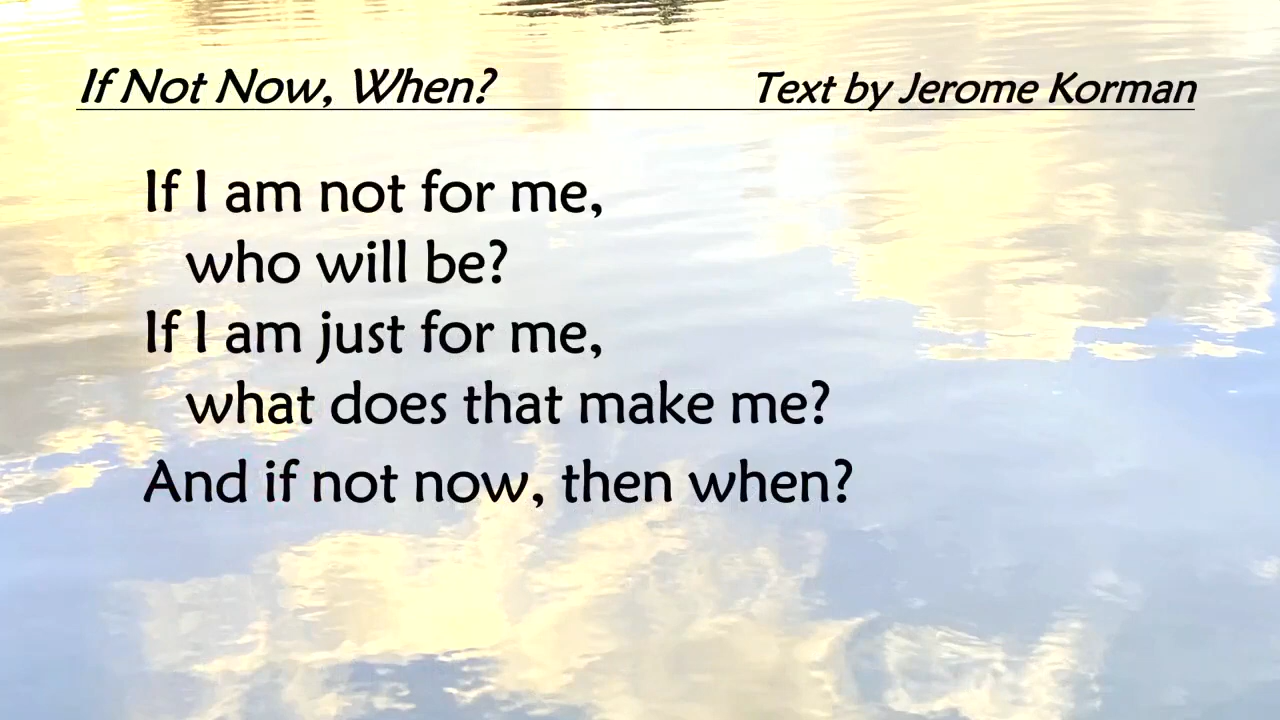 If Not Now, When? Text by Jerome Korman
If I am not for me,
who will be?
If I am just for me,
what does that make me?
And if not now, then when?